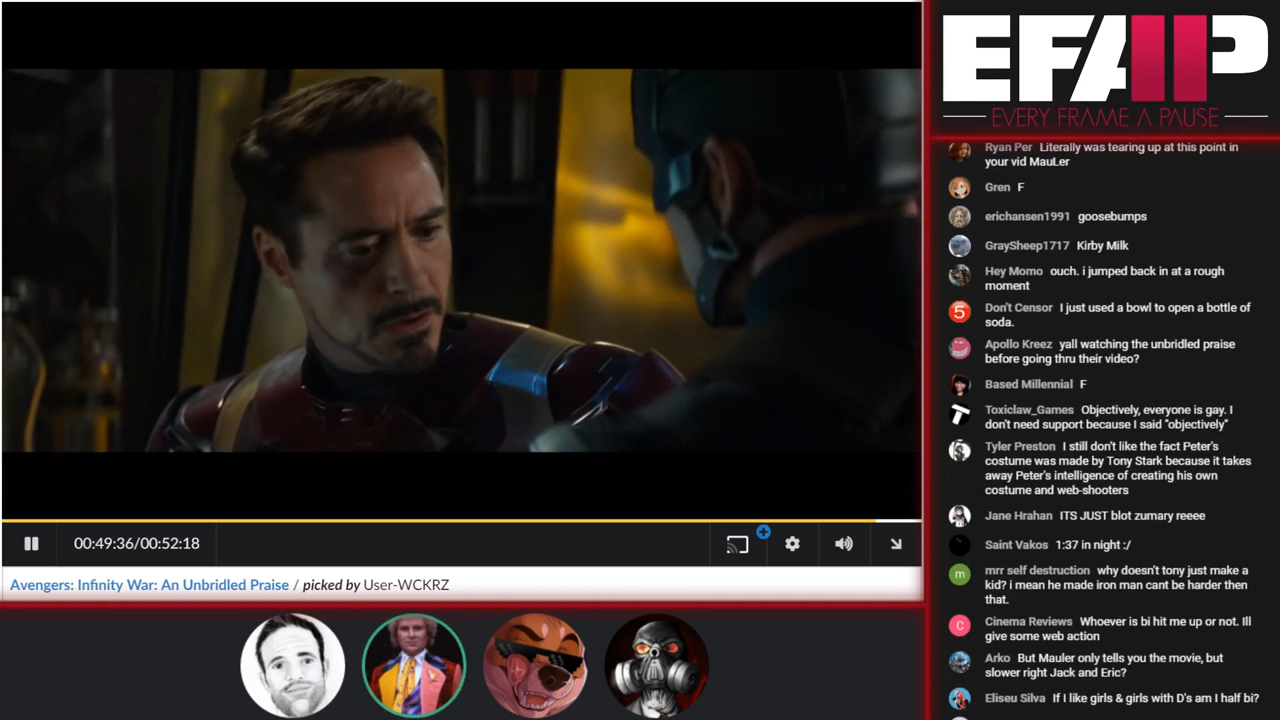 EFAP
EVERY FRAME A PAUSE
Ryan Per Literally was tearing up at this point in
your vid MauLer
Gren F
erichansen1991 goosebumps
GraySheep1717 Kirby Milk
Hey Momo ouch. i jumped back in at a rough
moment
5
Don't Censor I just used a bowl to open a bottle of
soda.
Apollo Kreez yall watching the unbridled praise
before going thru their video?
Based Millennial F
Toxiclaw_Games Objectively, everyone is gay. I
don't need support because I said "objectively"
Tyler Preston I still don't like the fact Peter's
costume was made by Tony Stark because it takes
away Peter's intelligence of creating his own
costume and web-shooters
Jane Hrahan ITS JUST blot zumary reeee
Saint Vakos 1:37 in night :/
m
mrr self destruction why doesn't tony just make a
kid? i mean he made iron man cant be harder then
that.
C
Cinema Reviews Whoever is bi hit me up or not. Ill
give some web action
Arko But Mauler only tells you the movie, but
slower right Jack and Eric?
Eliseu Silva If I like girls & girls with D's am I half bi?
00:49:36/00:52:18
Avengers: Infinity War: An Unbridled Praise / picked by User-WCKRZ